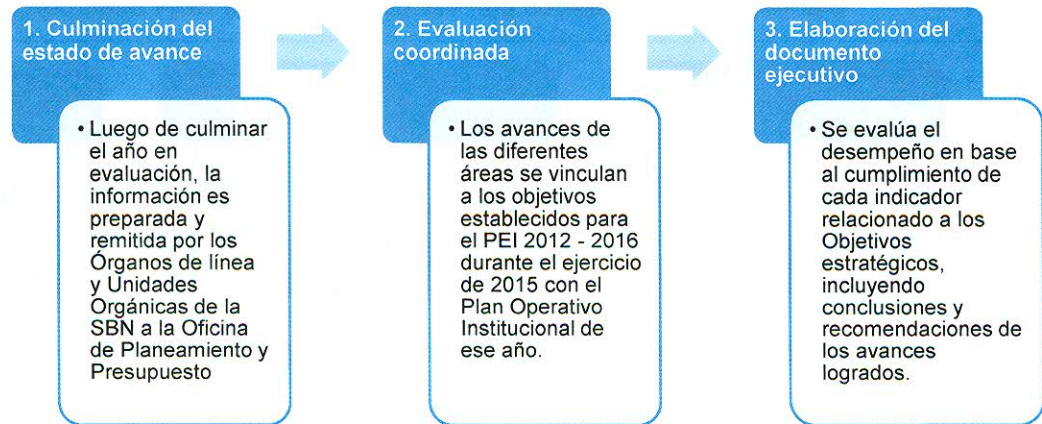 1. Culminación del
estado de avance
• Luego de culminar
el año en
evaluación, la
información es
preparada y
remitida por los
Órganos de línea
y Unidades
Orgánicas de la
SBN a la Oficina
de Planeamiento y
Presupuesto
2. Evaluación
coordinada
• Los avances de
las diferentes
áreas se vinculan
a los objetivos
establecidos para
el PEI 2012 - 2016
durante el ejercicio
de 2015 con el
Plan Operativo
Institucional de
ese año.
3. Elaboración del
documento
ejecutivo
• Se evalúa el
desempeño en base
al cumplimiento de
cada indicador
relacionado a los
Objetivos
estratégicos,
incluyendo
conclusiones y
recomendaciones de
los avances
logrados.